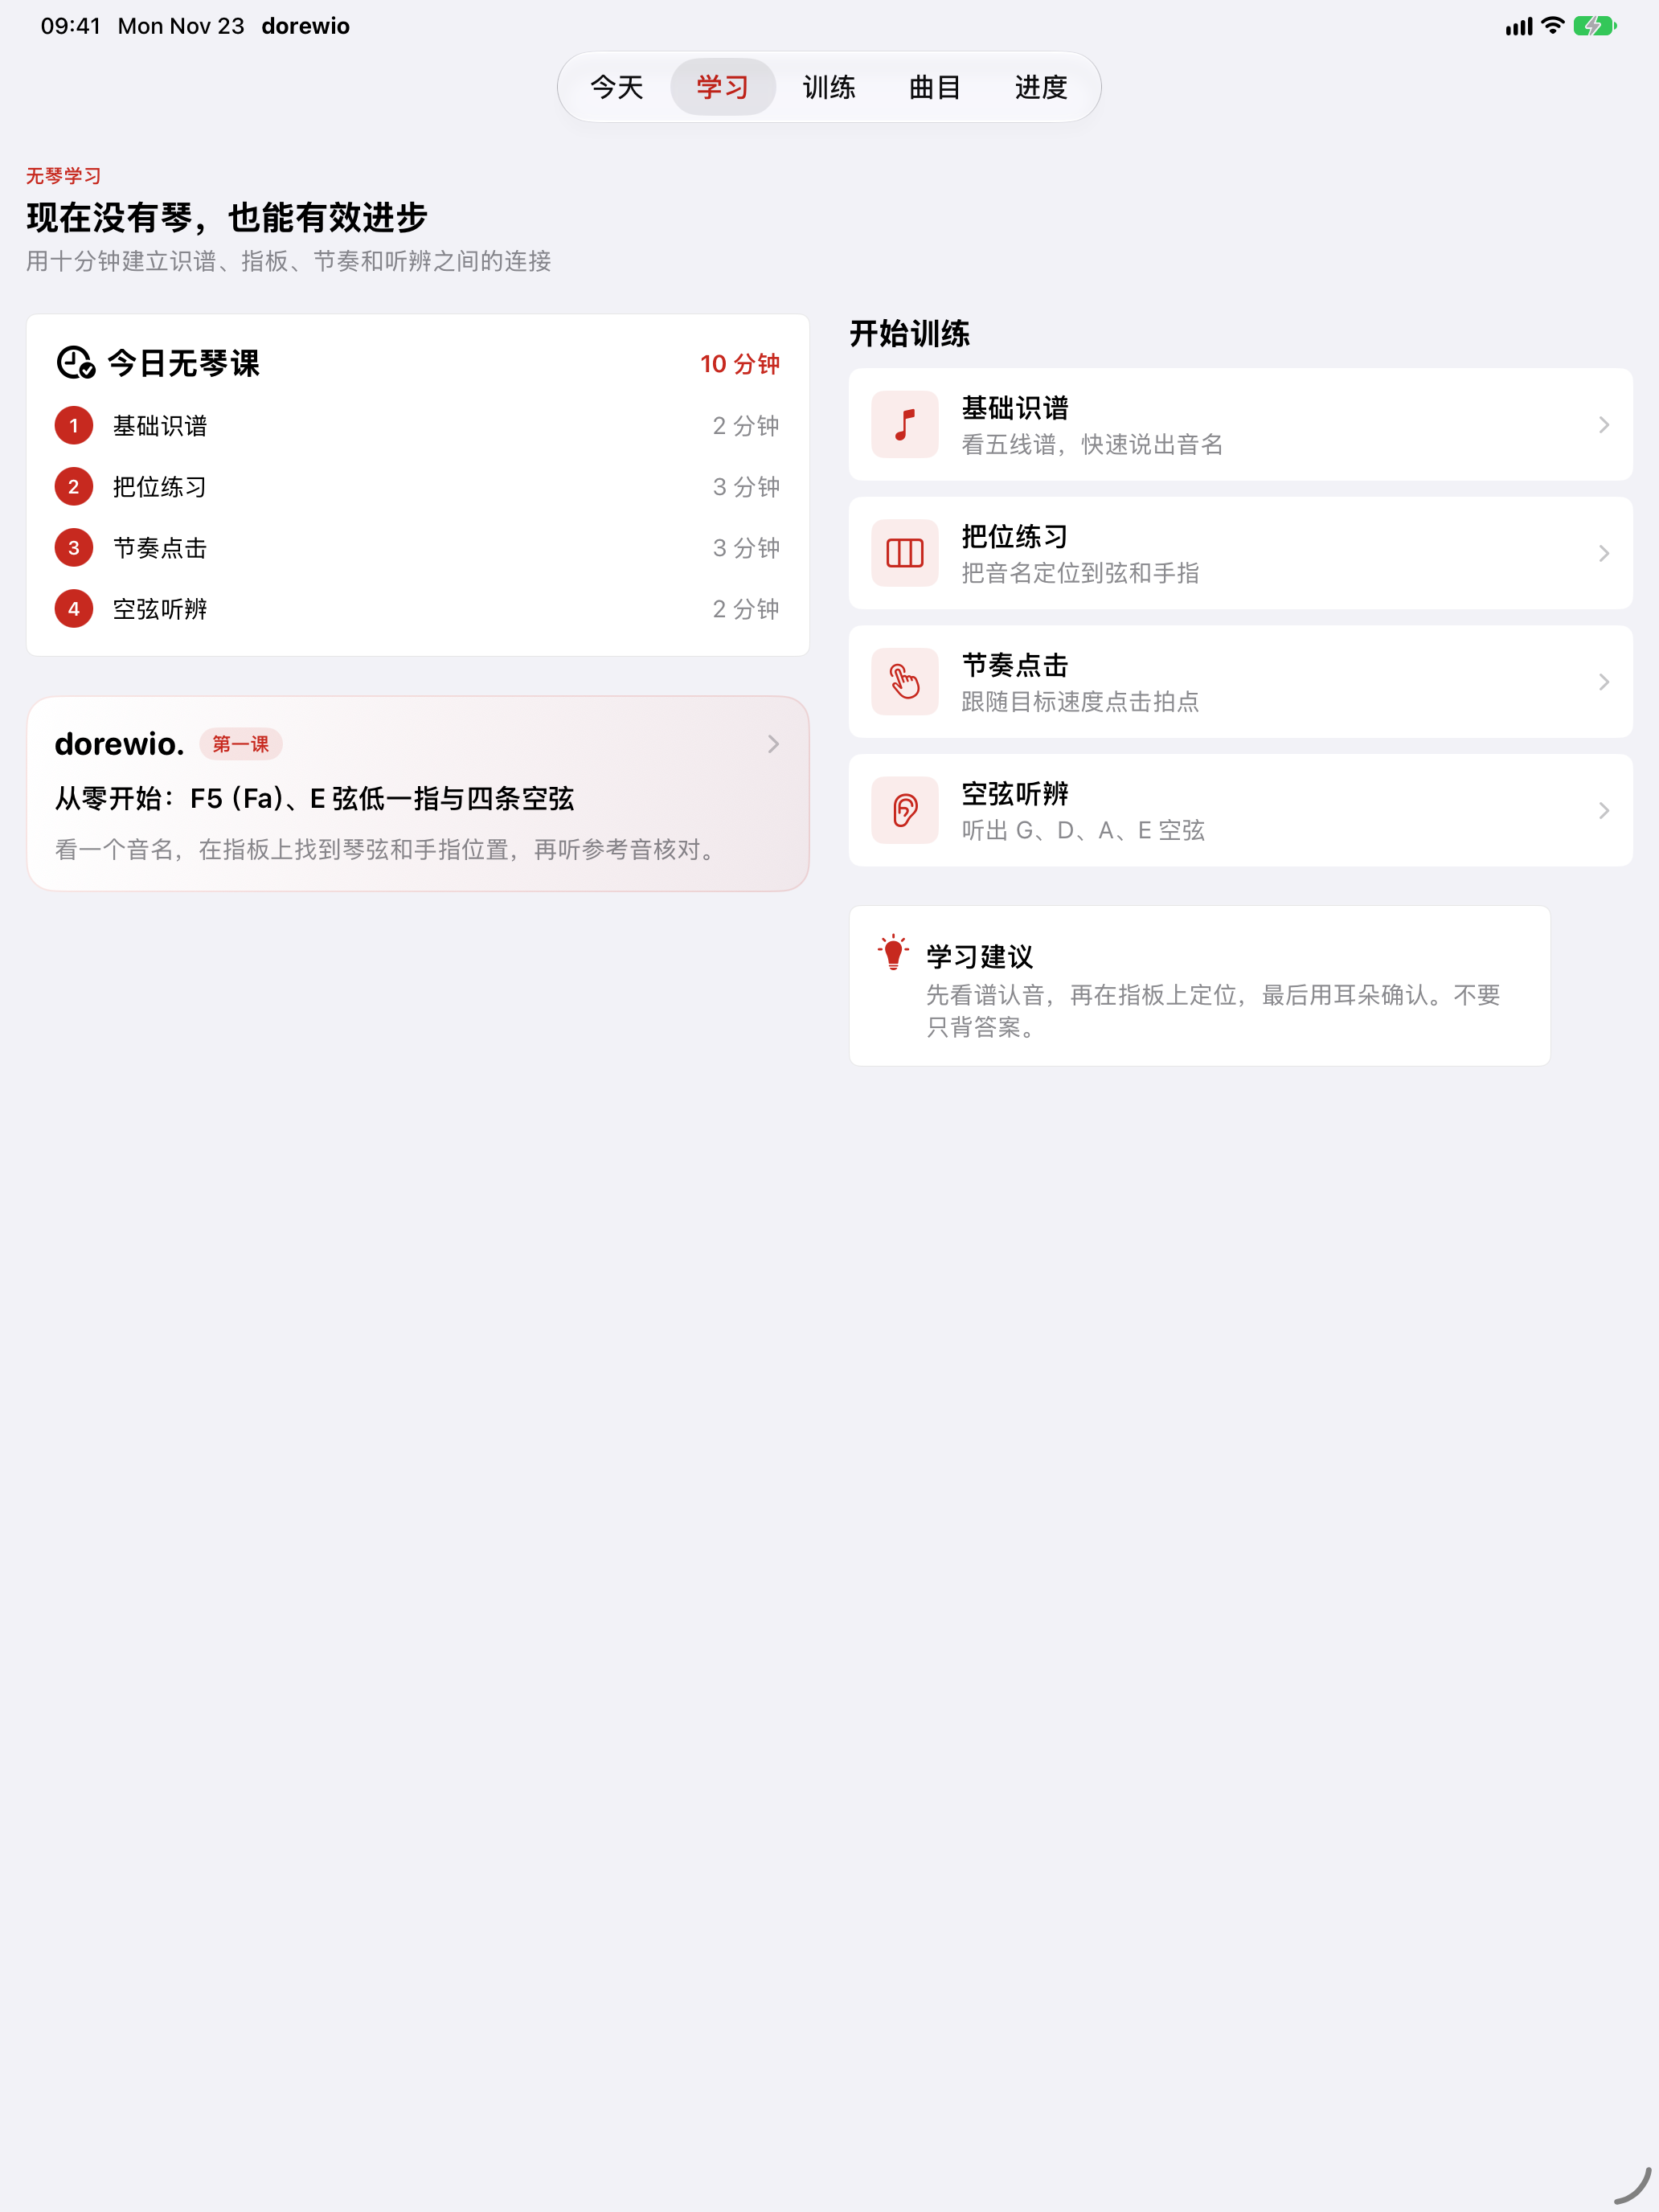 09:41 Mon Nov 23 dorewio
今天 学习 训练 曲目 进度
无琴学习
现在没有琴，也能有效进步
用十分钟建立识谱、指板、节奏和听辨之间的连接
今日无琴课 10 分钟
1 基础识谱 2 分钟
2 把位练习 3 分钟
3 节奏点击 3 分钟
4 空弦听辨 2 分钟
dorewio. 第一课
从零开始：F5 (Fa)、E 弦低一指与四条空弦
看一个音名，在指板上找到琴弦和手指位置，再听参考音核对。
开始训练
基础识谱
看五线谱，快速说出音名
把位练习
把音名定位到弦和手指
节奏点击
跟随目标速度点击拍点
空弦听辨
听出 G、D、A、E 空弦
学习建议
先看谱认音，再在指板上定位，最后用耳朵确认。不要
只背答案。